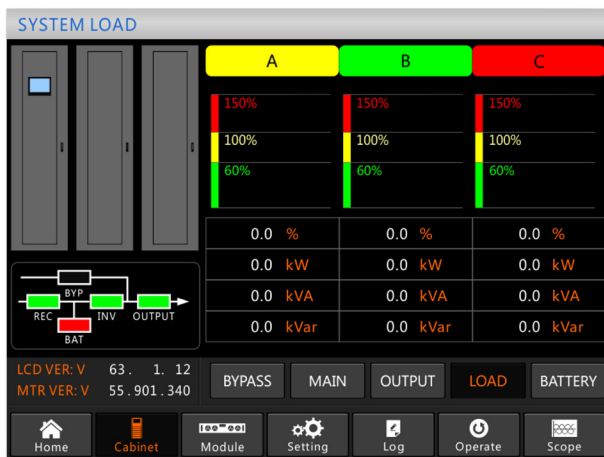 SYSTEM LOAD
A B C
150% 150% 150%
100% 100% 100%
60% 60% 60%
0.0 % 0.0 % 0.0 %
0.0 kW 0.0 kW 0.0 kW
0.0 kVA 0.0 kVA 0.0 kVA
0.0 kVar 0.0 kVar 0.0 kVar
BYP
REC INV OUTPUT
BAT
LCD VER: V 63. 1. 12
MTR VER: V 55.901.340
BYPASS MAIN OUTPUT LOAD BATTERY
Home Cabinet Module Setting Log Operate Scope